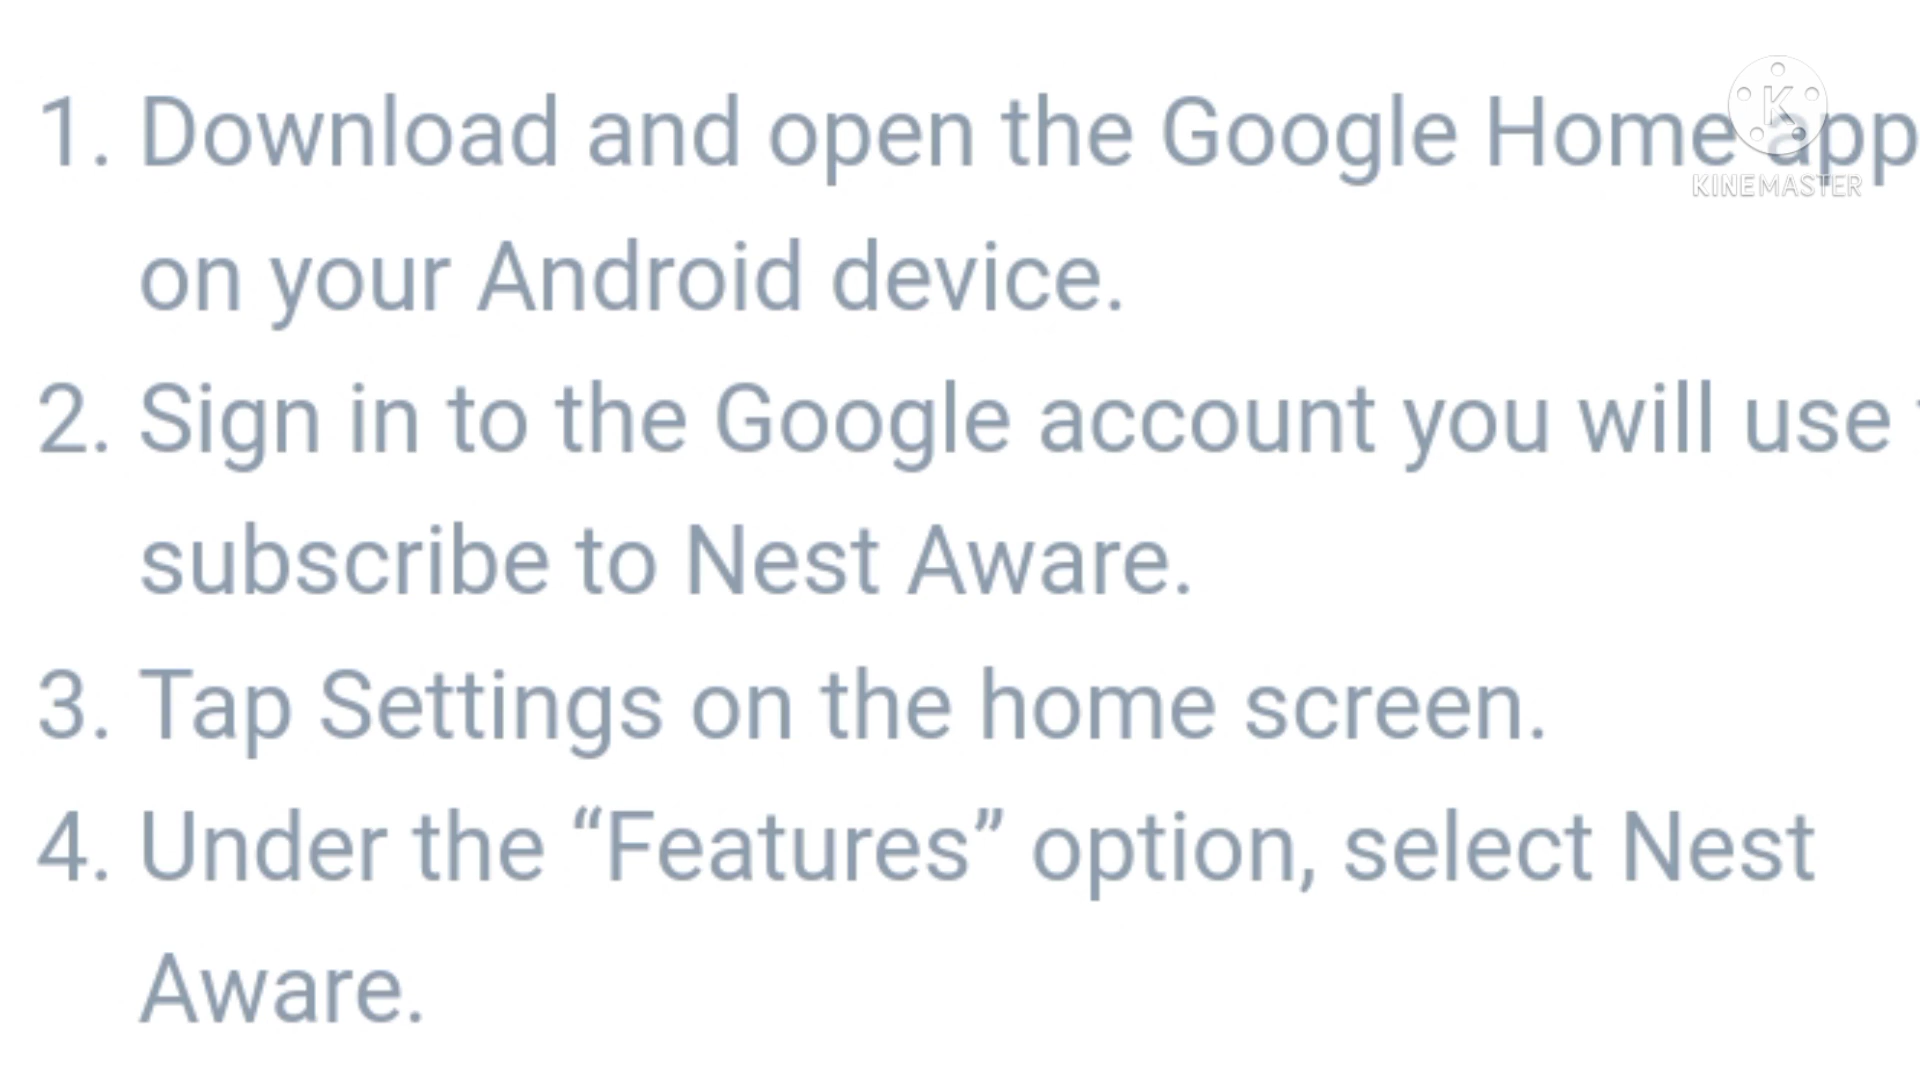 1. Download and open the Google Home app
on your Android device.
2. Sign in to the Google account you will use
subscribe to Nest Aware.
3. Tap Settings on the home screen.
4. Under the “Features” option, select Nest
Aware.
KINEMASTER